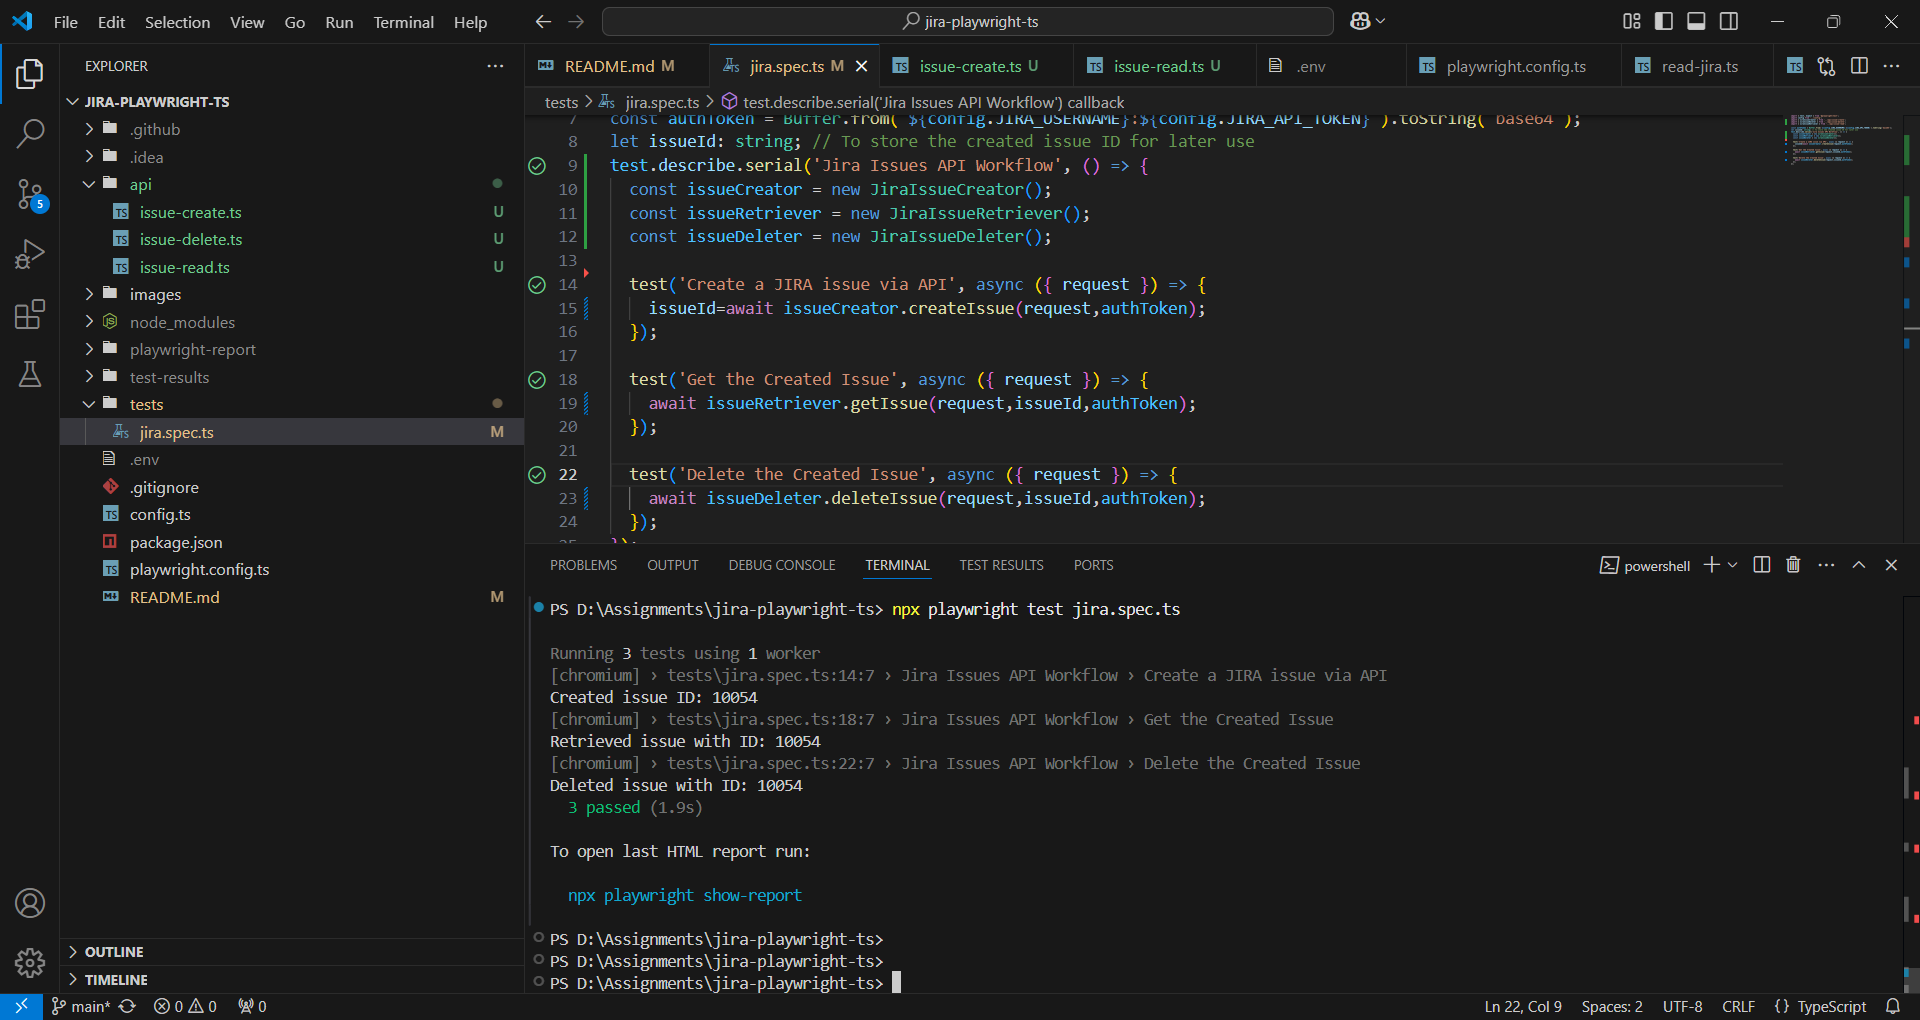 File Edit Selection View Go Run Terminal Help
jira-playwright-ts
EXPLORER
JIRA-PLAYWRIGHT-TS
.github
.idea
api
TS issue-create.ts U
TS issue-delete.ts U
TS issue-read.ts U
images
node_modules
playwright-report
test-results
tests
TS jira.spec.ts M
.env
.gitignore
TS config.ts
package.json
TS playwright.config.ts
README.md M
OUTLINE
TIMELINE
5
README.md M
TS jira.spec.ts M
TS issue-create.ts U
TS issue-read.ts U
.env
TS playwright.config.ts
TS read-jira.ts
TS
tests > TS jira.spec.ts > test.describe.serial('Jira Issues API Workflow') callback
7 const authToken = Buffer.from(`${config.JIRA_USERNAME}:${config.JIRA_API_TOKEN}`).toString(`base64`);
8 let issueId: string; // To store the created issue ID for later use
9 test.describe.serial('Jira Issues API Workflow', () => {
10 const issueCreator = new JiraIssueCreator();
11 const issueRetriever = new JiraIssueRetriever();
12 const issueDeleter = new JiraIssueDeleter();
13
14 test('Create a JIRA issue via API', async ({ request }) => {
15 issueId=await issueCreator.createIssue(request,authToken);
16 });
17
18 test('Get the Created Issue', async ({ request }) => {
19 await issueRetriever.getIssue(request,issueId,authToken);
20 });
21
22 test('Delete the Created Issue', async ({ request }) => {
23 await issueDeleter.deleteIssue(request,issueId,authToken);
24 });
25 });
PROBLEMS OUTPUT DEBUG CONSOLE TERMINAL TEST RESULTS PORTS
powershell
PS D:\Assignments\jira-playwright-ts> npx playwright test jira.spec.ts
Running 3 tests using 1 worker
[chromium] › tests\jira.spec.ts:14:7 › Jira Issues API Workflow › Create a JIRA issue via API
Created issue ID: 10054
[chromium] › tests\jira.spec.ts:18:7 › Jira Issues API Workflow › Get the Created Issue
Retrieved issue with ID: 10054
[chromium] › tests\jira.spec.ts:22:7 › Jira Issues API Workflow › Delete the Created Issue
Deleted issue with ID: 10054
3 passed (1.9s)
To open last HTML report run:
npx playwright show-report
PS D:\Assignments\jira-playwright-ts>
PS D:\Assignments\jira-playwright-ts>
PS D:\Assignments\jira-playwright-ts>
main* 0 0 0
Ln 22, Col 9 Spaces: 2 UTF-8 CRLF {} TypeScript